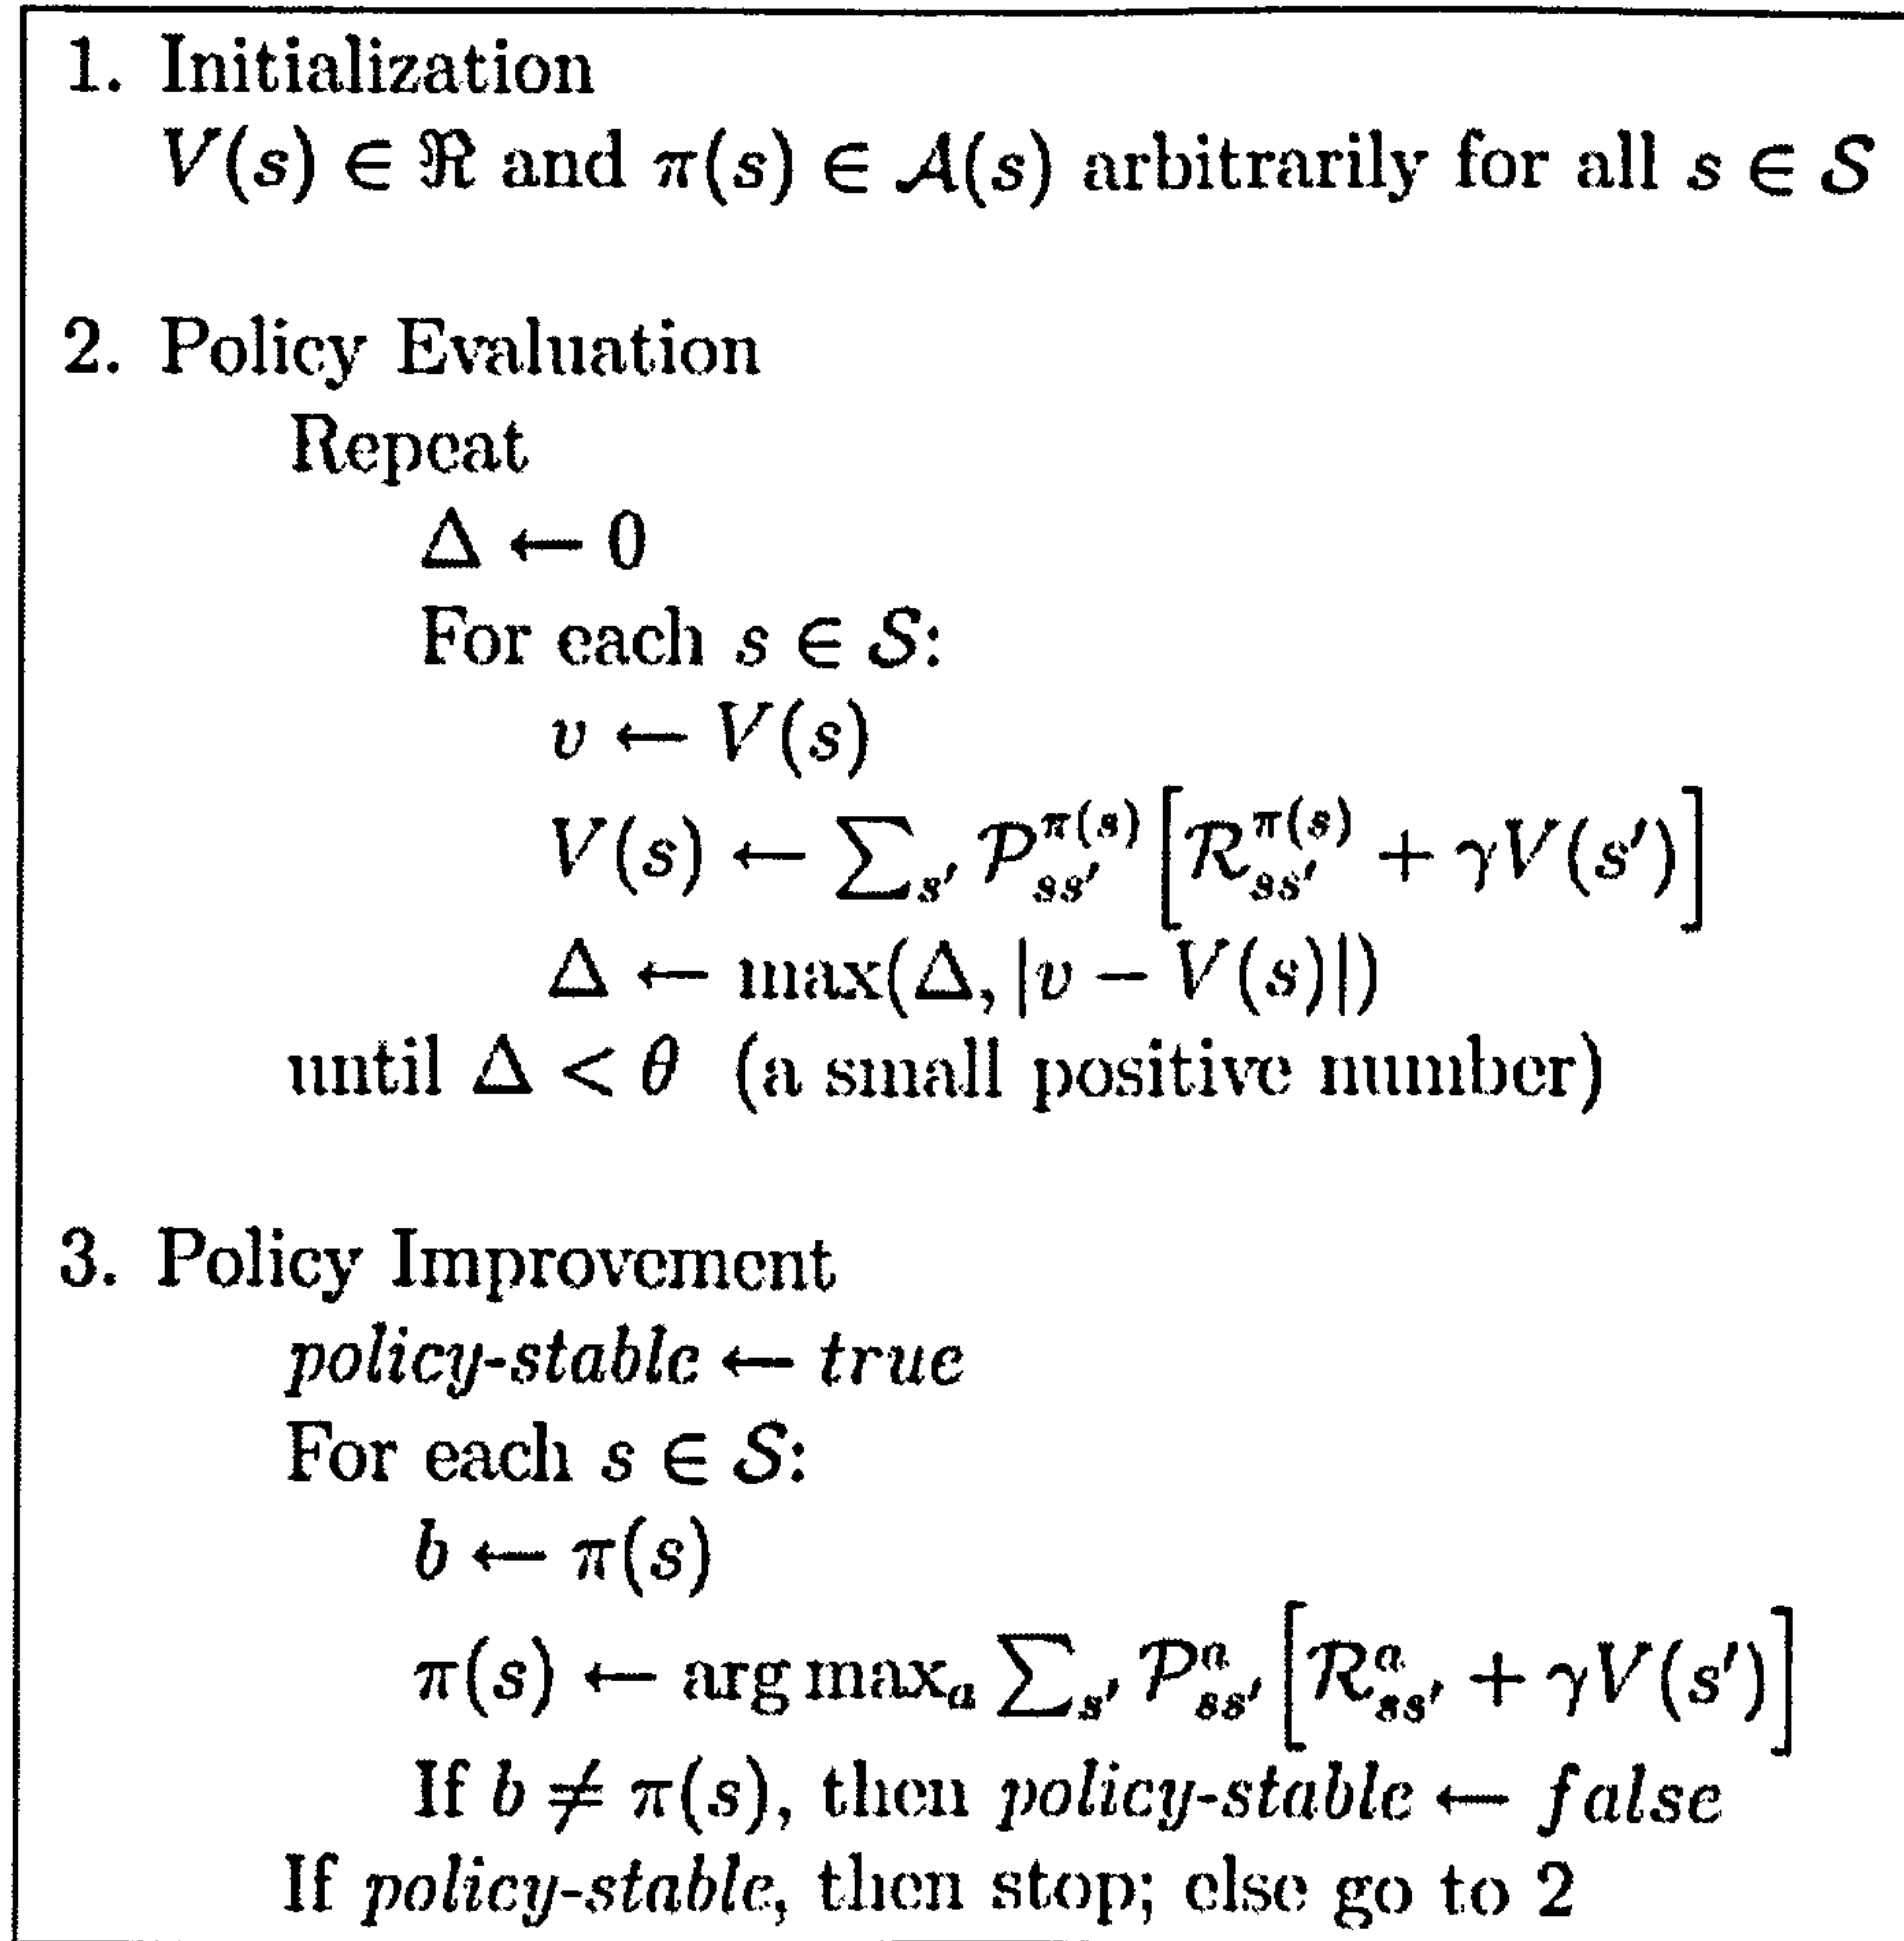 1. Initialization
V(s) ∈ ℜ and π(s) ∈ 𝒜(s) arbitrarily for all s ∈ 𝒮
2. Policy Evaluation
Repeat
Δ ← 0
For each s ∈ 𝒮:
v ← V(s)
V(s) ← ∑_{s'} 𝒫_{ss'}^{π(s)} [ℛ_{ss'}^{π(s)} + γV(s')]
Δ ← max(Δ, |v − V(s)|)
until Δ < θ (a small positive number)
3. Policy Improvement
policy-stable ← true
For each s ∈ 𝒮:
b ← π(s)
π(s) ← arg max_a ∑_{s'} 𝒫_{ss'}^{a} [ℛ_{ss'}^{a} + γV(s')]
If b ≠ π(s), then policy-stable ← false
If policy-stable, then stop; else go to 2